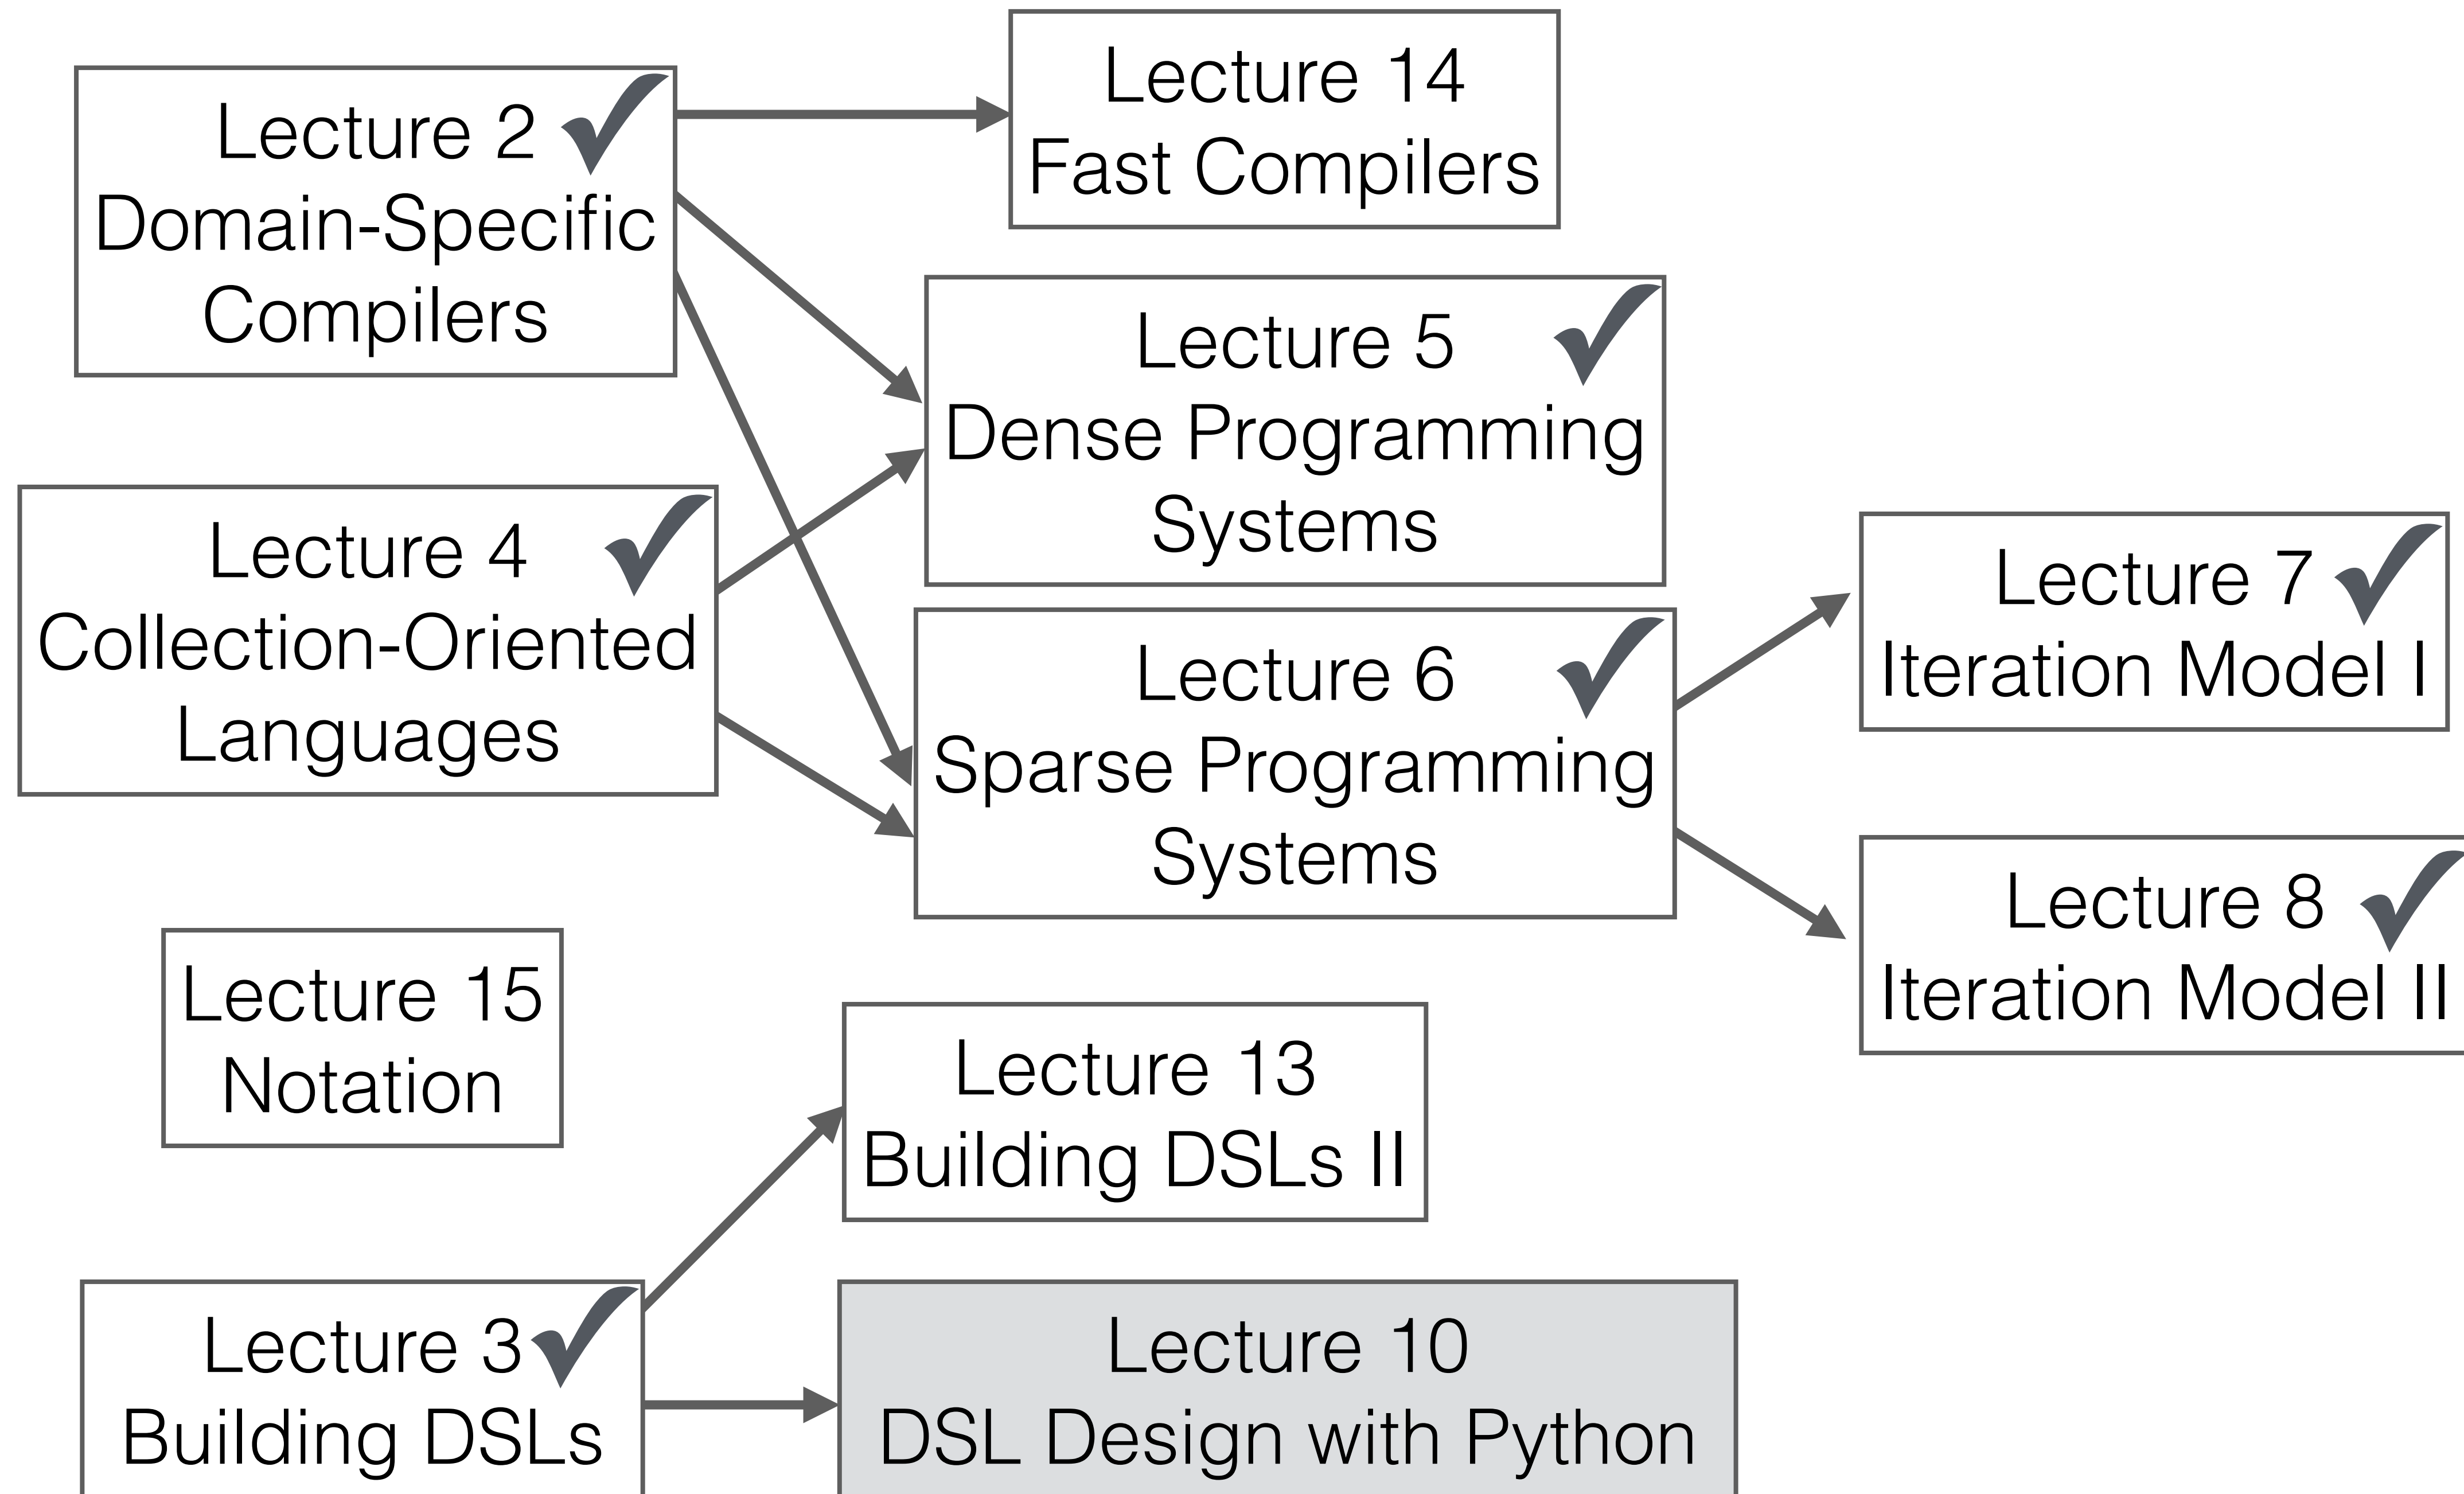 Lecture 14
Fast Compilers
Lecture 2
Domain-Specific
Compilers
Lecture 5
Dense Programming
Systems
Lecture 4
Collection-Oriented
Languages
Lecture 7
Iteration Model I
Lecture 6
Sparse Programming
Systems
Lecture 8
Iteration Model II
Lecture 15
Notation
Lecture 13
Building DSLs II
Lecture 3
Building DSLs
Lecture 10
DSL Design with Python